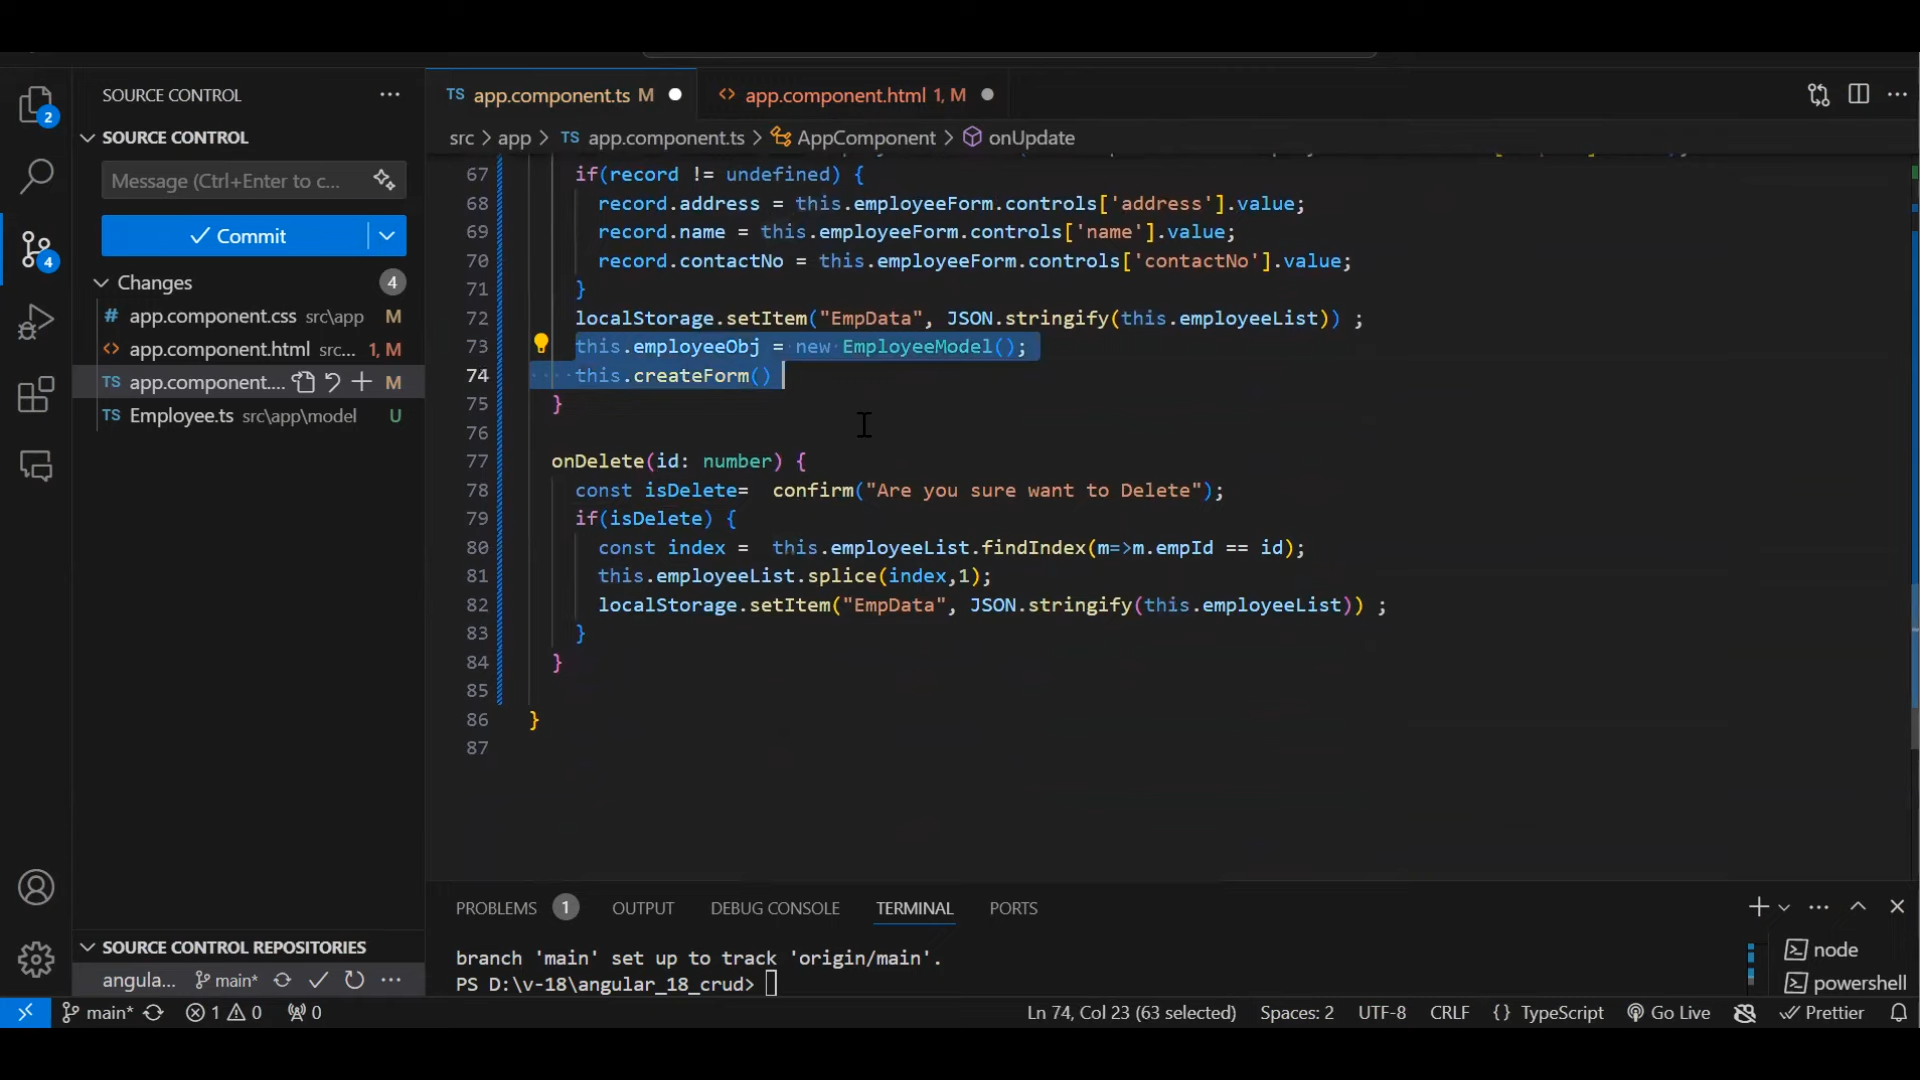 SOURCE CONTROL
SOURCE CONTROL
Message (Ctrl+Enter to c...
Commit
Changes 4
app.component.css src\app M
app.component.html src... 1, M
TS app.component.... M
TS Employee.ts src\app\model U
SOURCE CONTROL REPOSITORIES
angula... main*
2
4
TS app.component.ts M
app.component.html 1, M
src > app > TS app.component.ts > AppComponent > onUpdate
67 if(record != undefined) {
68 record.address = this.employeeForm.controls['address'].value;
69 record.name = this.employeeForm.controls['name'].value;
70 record.contactNo = this.employeeForm.controls['contactNo'].value;
71 }
72 localStorage.setItem("EmpData", JSON.stringify(this.employeeList)) ;
73 this.employeeObj = new EmployeeModel();
74 this.createForm()
75 }
76
77 onDelete(id: number) {
78 const isDelete=  confirm("Are you sure want to Delete");
79 if(isDelete) {
80 const index =  this.employeeList.findIndex(m=>m.empId == id);
81 this.employeeList.splice(index,1);
82 localStorage.setItem("EmpData", JSON.stringify(this.employeeList)) ;
83 }
84 }
85
86 }
87
PROBLEMS 1 OUTPUT DEBUG CONSOLE TERMINAL PORTS
branch 'main' set up to track 'origin/main'.
PS D:\v-18\angular_18_crud>
node
powershell
main* 1 0 0 Ln 74, Col 23 (63 selected) Spaces: 2 UTF-8 CRLF {} TypeScript Go Live Prettier